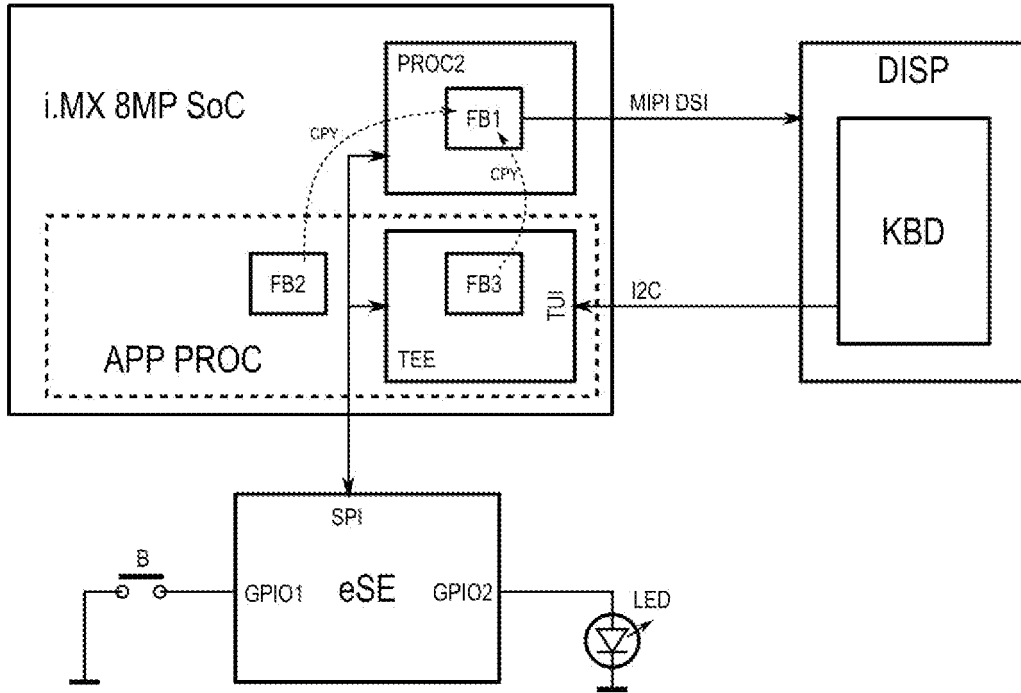 PROC2
DISP
i.MX 8MP SoC
MIPI DSI
FB1
CPY
CPY
KBD
FB2
FB3
I2C
TUI
APP PROC
TEE
SPI
B
GPIO1
eSE
GPIO2
LED